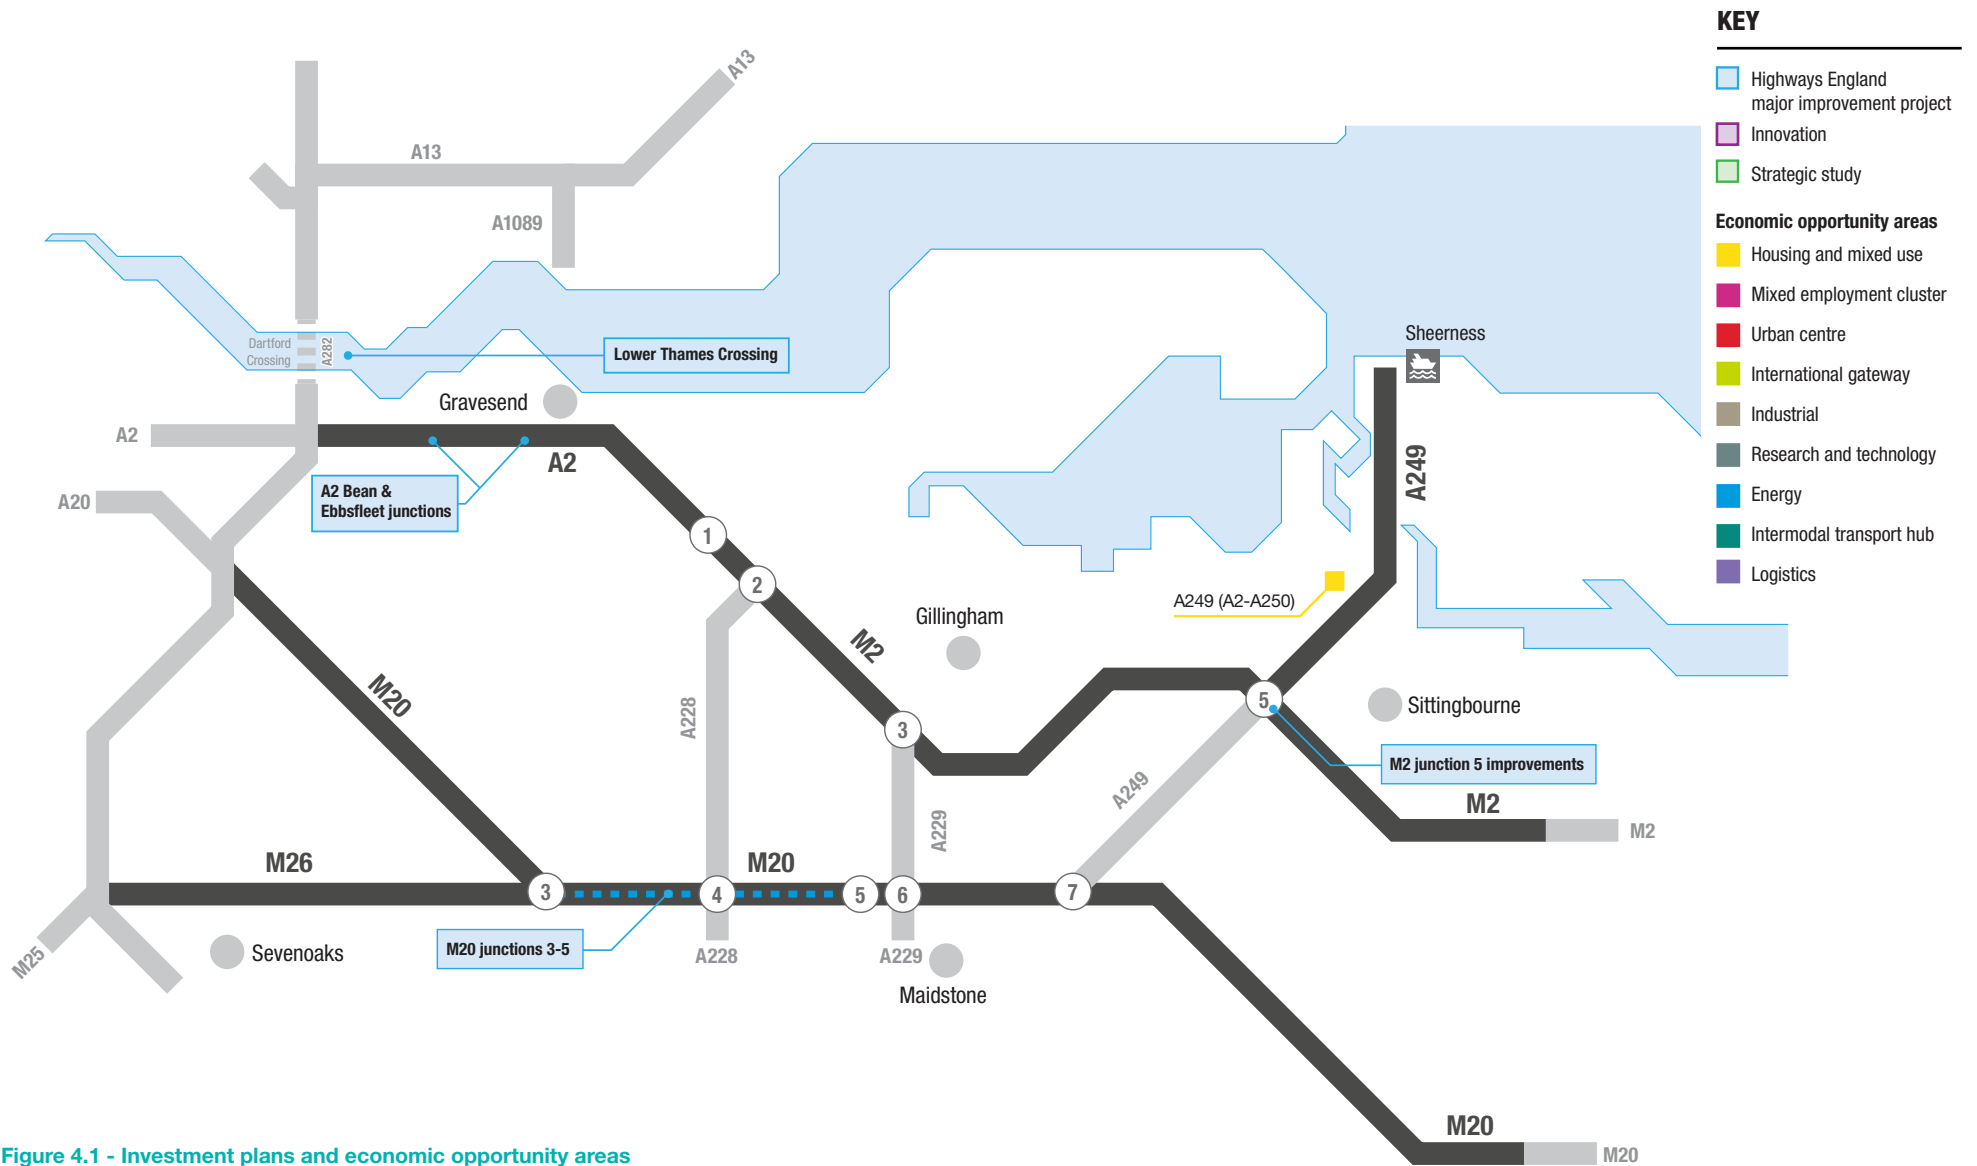 KEY
Highways England
major improvement project
Innovation
Strategic study
Economic opportunity areas
Housing and mixed use
Mixed employment cluster
Urban centre
International gateway
Industrial
Research and technology
Energy
Intermodal transport hub
Logistics
A13
A13
A1089
Dartford
Crossing
A282
Lower Thames Crossing
Sheerness
Gravesend
A2
A2
A249
A20
A2 Bean &
Ebbsfleet junctions
1
2
A249 (A2-A250)
Gillingham
M2
M20
A228
5
Sittingbourne
3
M2 junction 5 improvements
A249
M2
M2
A229
M26
M20
3
4
5
6
7
M25
Sevenoaks
M20 junctions 3-5
A228
A229
Maidstone
M20
M20
Figure 4.1 - Investment plans and economic opportunity areas